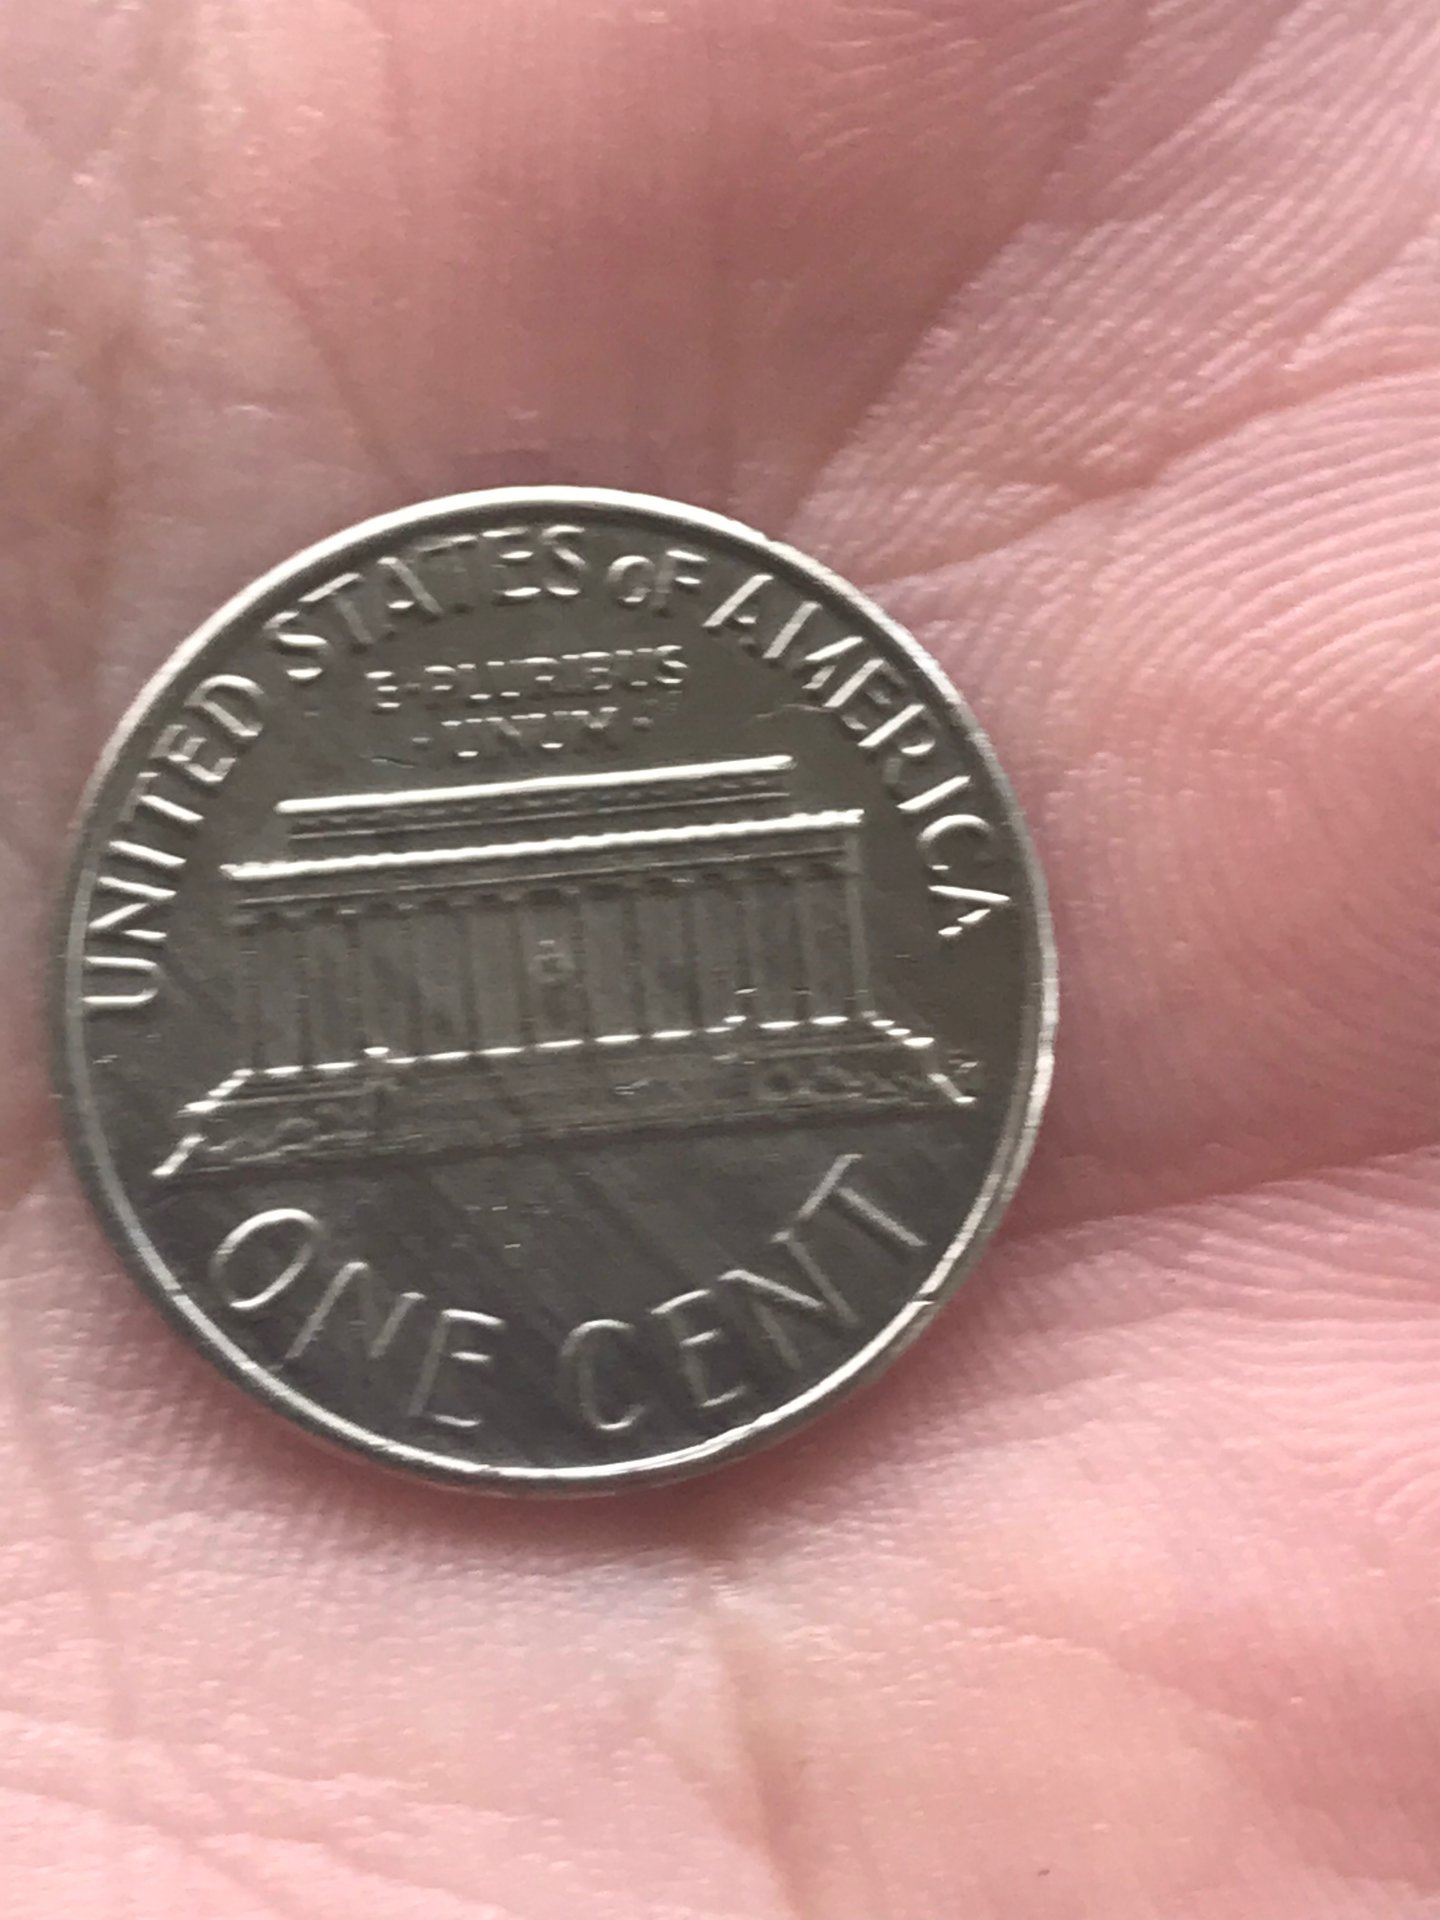 UNITED STATES OF AMERICA
E·PLURIBUS
·UNUM·
ONE CENT